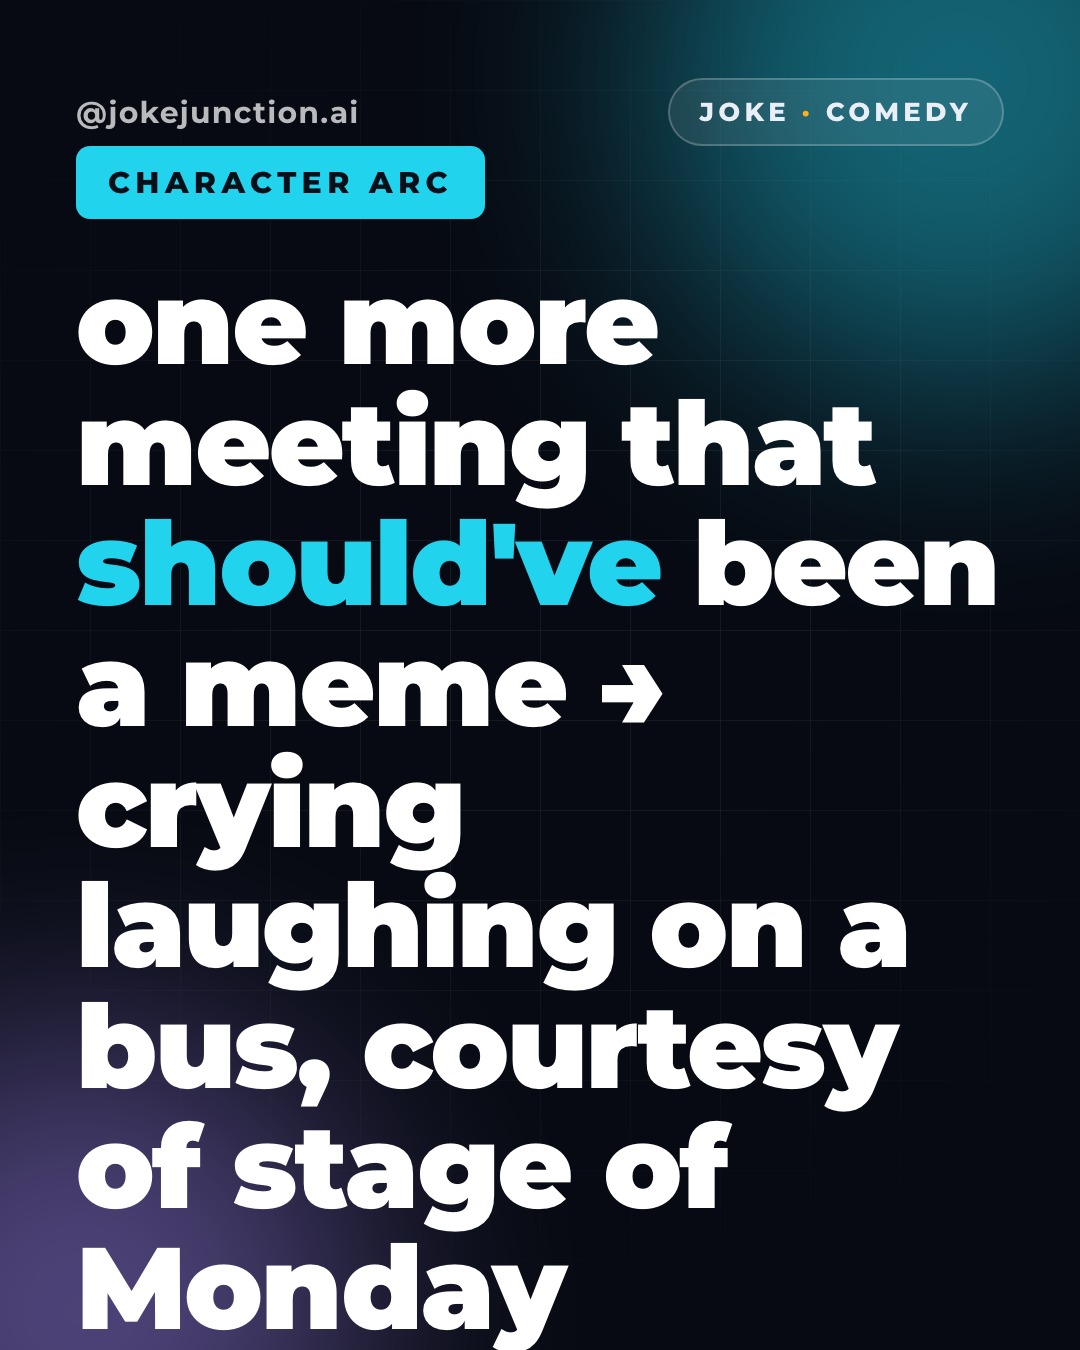 @jokejunction.ai
JOKE • COMEDY
CHARACTER ARC
one more
meeting that
should've been
a meme →
crying
laughing on a
bus, courtesy
of stage of
Monday